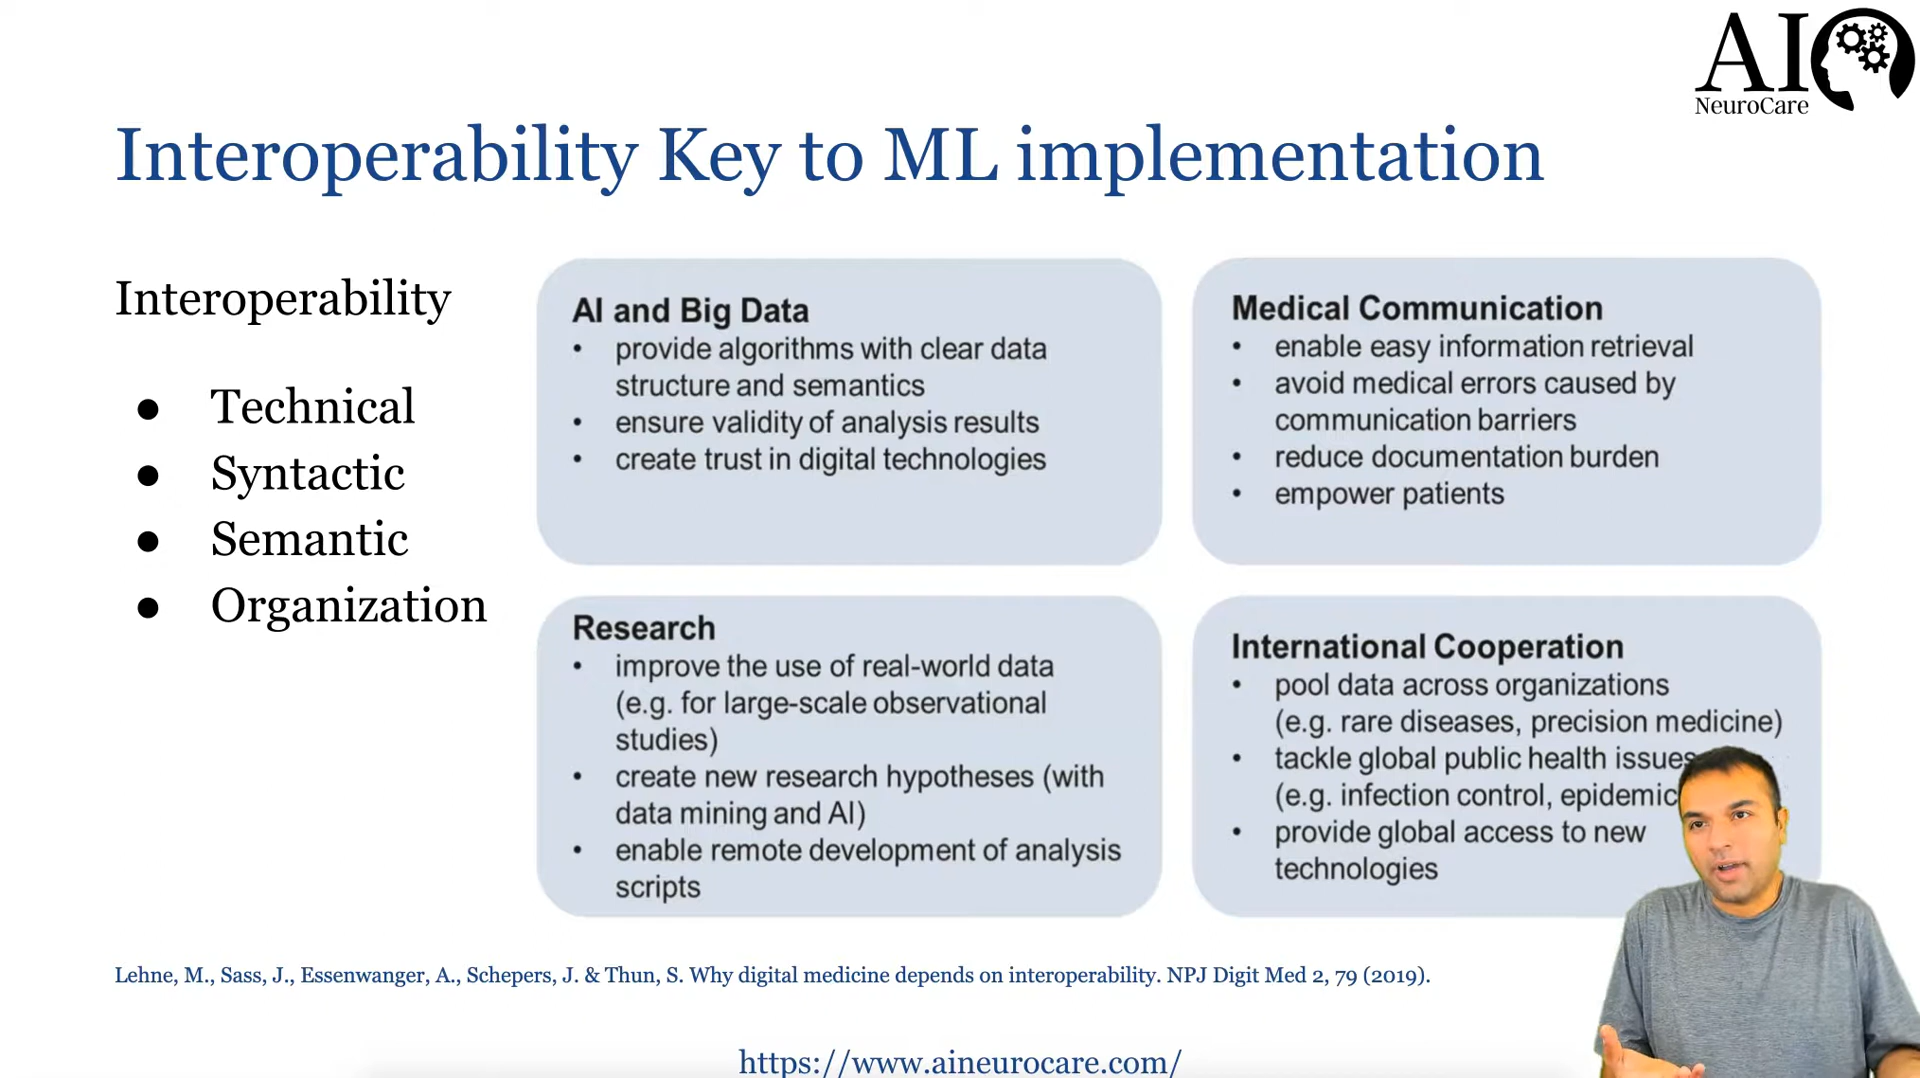 AI
NeuroCare
Interoperability Key to ML implementation
Interoperability
● Technical
● Syntactic
● Semantic
● Organization
AI and Big Data
• provide algorithms with clear data
structure and semantics
• ensure validity of analysis results
• create trust in digital technologies
Medical Communication
• enable easy information retrieval
• avoid medical errors caused by
communication barriers
• reduce documentation burden
• empower patients
Research
• improve the use of real-world data
(e.g. for large-scale observational
studies)
• create new research hypotheses (with
data mining and AI)
• enable remote development of analysis
scripts
International Cooperation
• pool data across organizations
(e.g. rare diseases, precision medicine)
• tackle global public health issues
(e.g. infection control, epidemic
• provide global access to new
technologies
Lehne, M., Sass, J., Essenwanger, A., Schepers, J. & Thun, S. Why digital medicine depends on interoperability. NPJ Digit Med 2, 79 (2019).
https://www.aineurocare.com/